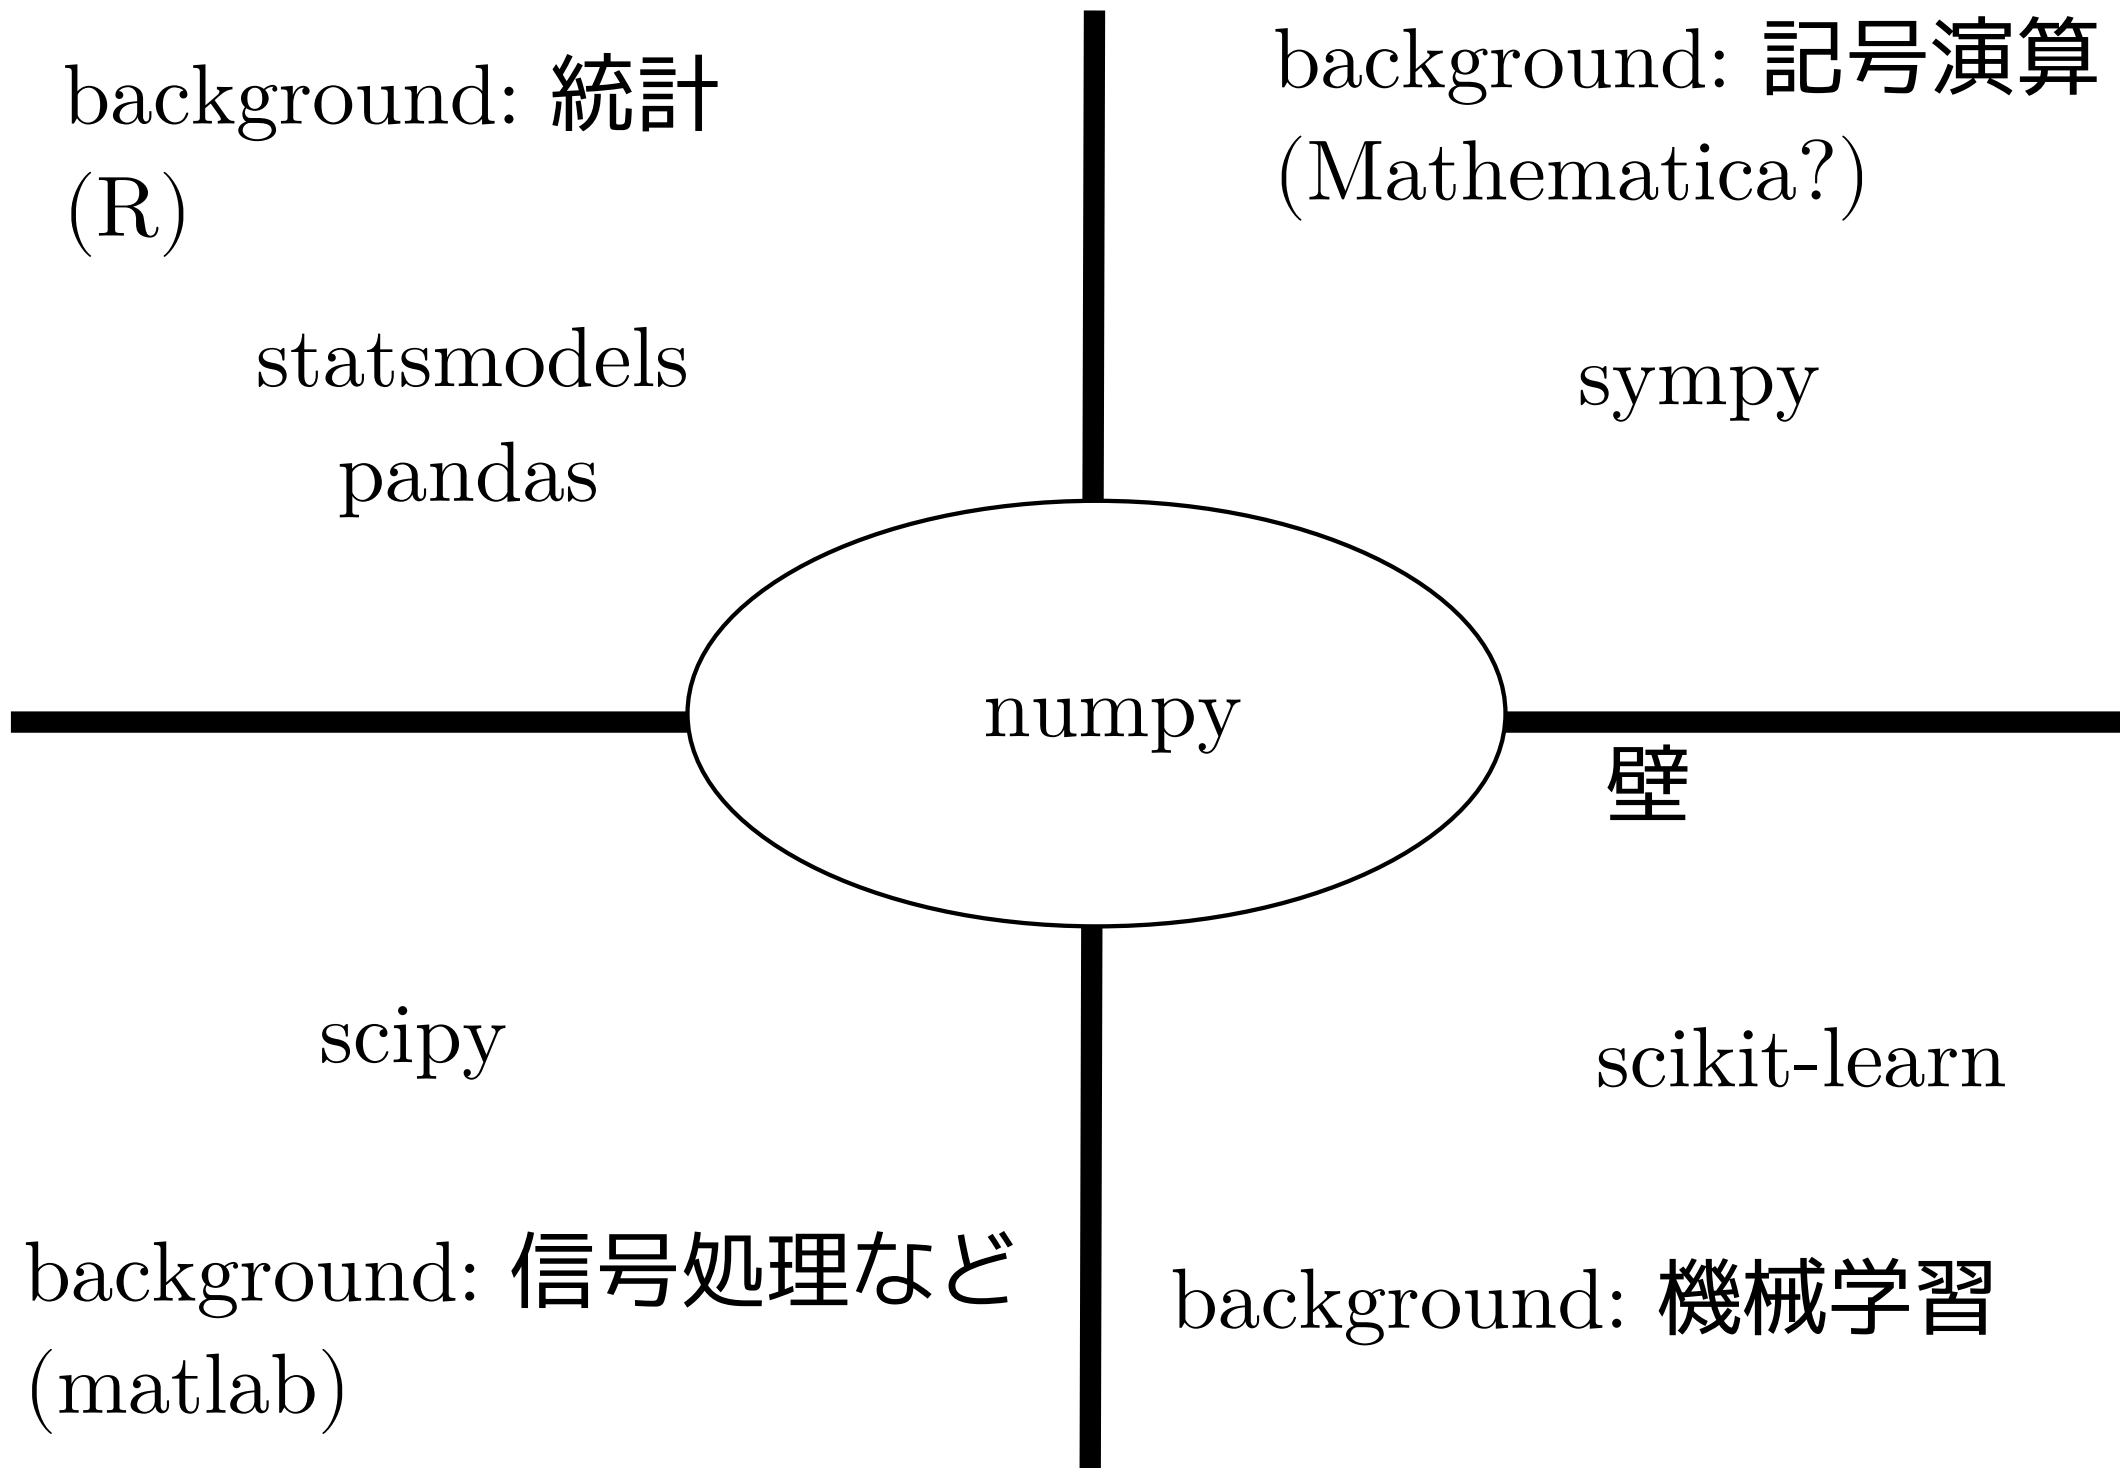 background: 統計
(R)
statsmodels
pandas
background: 記号演算
(Mathematica?)
sympy
numpy
壁
scipy
background: 信号処理など
(matlab)
scikit-learn
background: 機械学習